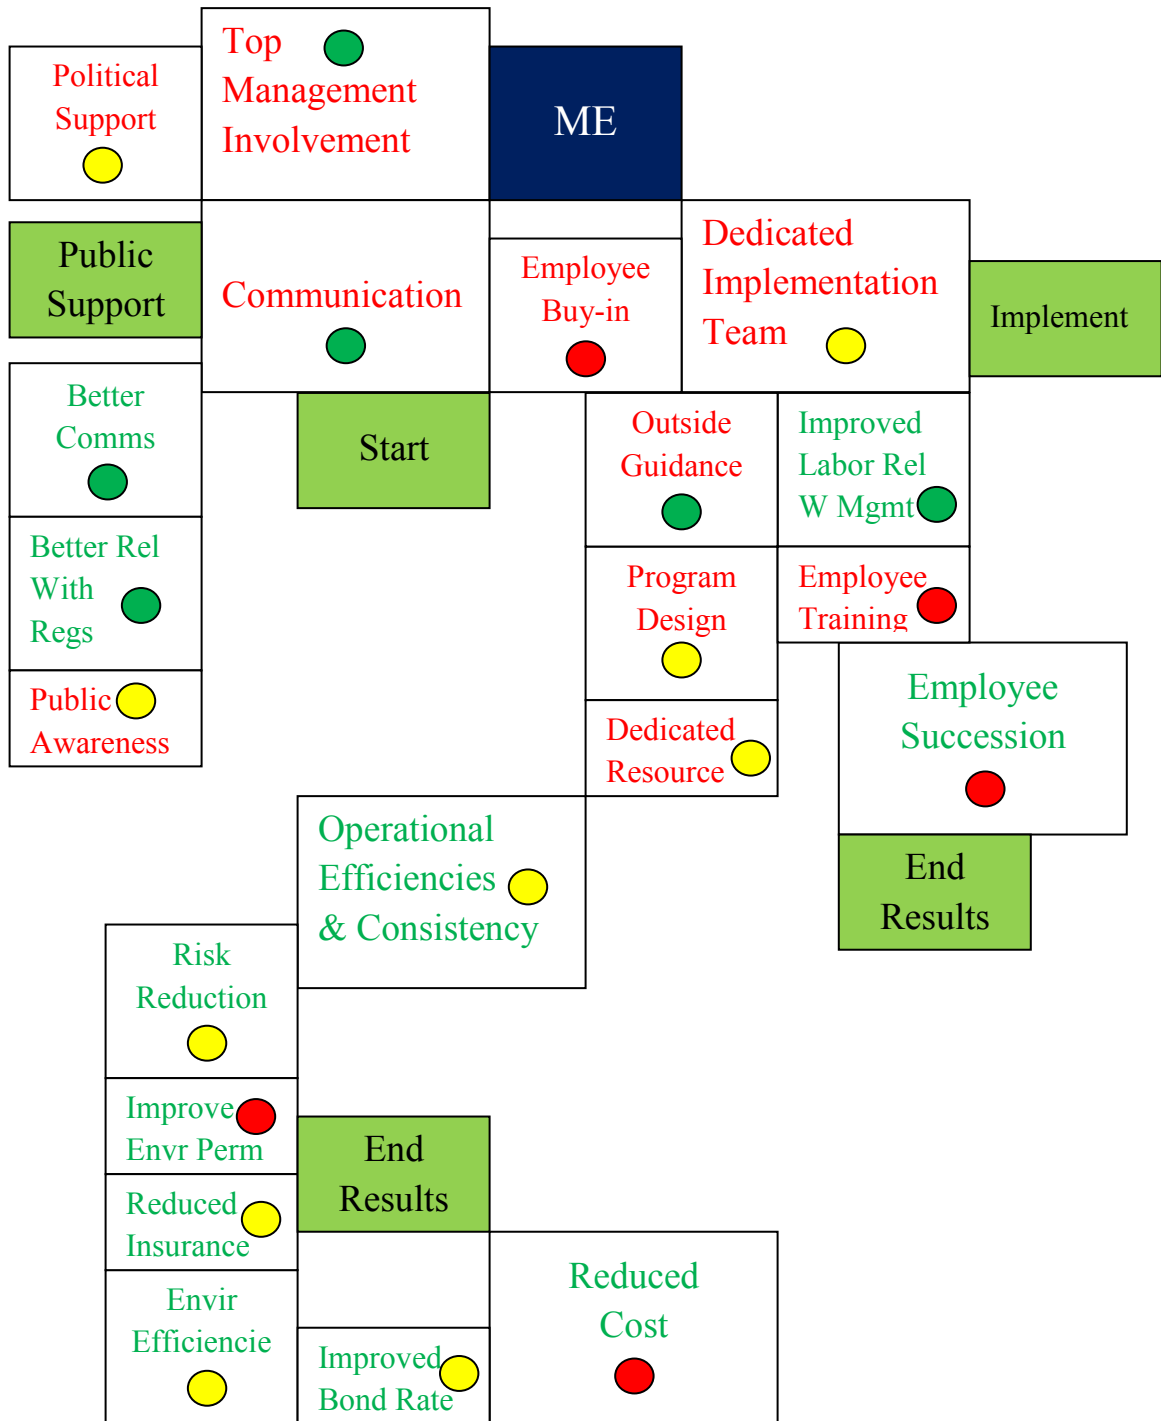 Top
Management
Involvement
Political
Support
ME
Public
Support
Communication
Employee
Buy-in
Dedicated
Implementation
Team
Implement
Better
Comms
Start
Outside
Guidance
Improved
Labor Rel
W Mgmt
Better Rel
With
Regs
Program
Design
Employee
Training
Public
Awareness
Dedicated
Resource
Employee
Succession
Operational
Efficiencies
& Consistency
End
Results
Risk
Reduction
Improve
Envr Perm
End
Results
Reduced
Insurance
Reduced
Cost
Envir
Efficiencie
Improved
Bond Rate